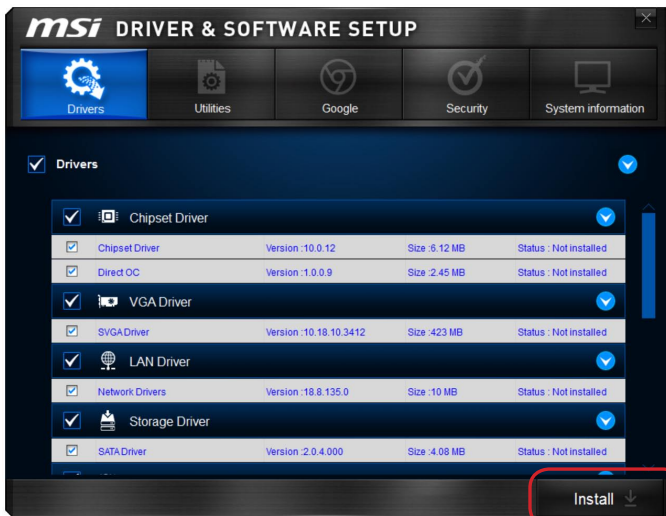 msi DRIVER & SOFTWARE SETUP
Drivers Utilities Google Security System information
Drivers
Chipset Driver
Chipset Driver Version :10.0.12 Size :6.12 MB Status : Not installed
Direct OC Version :1.0.0.9 Size :2.45 MB Status : Not installed
VGA Driver
SVGADriver Version :10.18.10.3412 Size :423 MB Status : Not installed
LAN Driver
Network Drivers Version :18.8.135.0 Size :10 MB Status : Not installed
Storage Driver
SATADriver Version :2.0.4.000 Size :4.08 MB Status : Not installed
Install